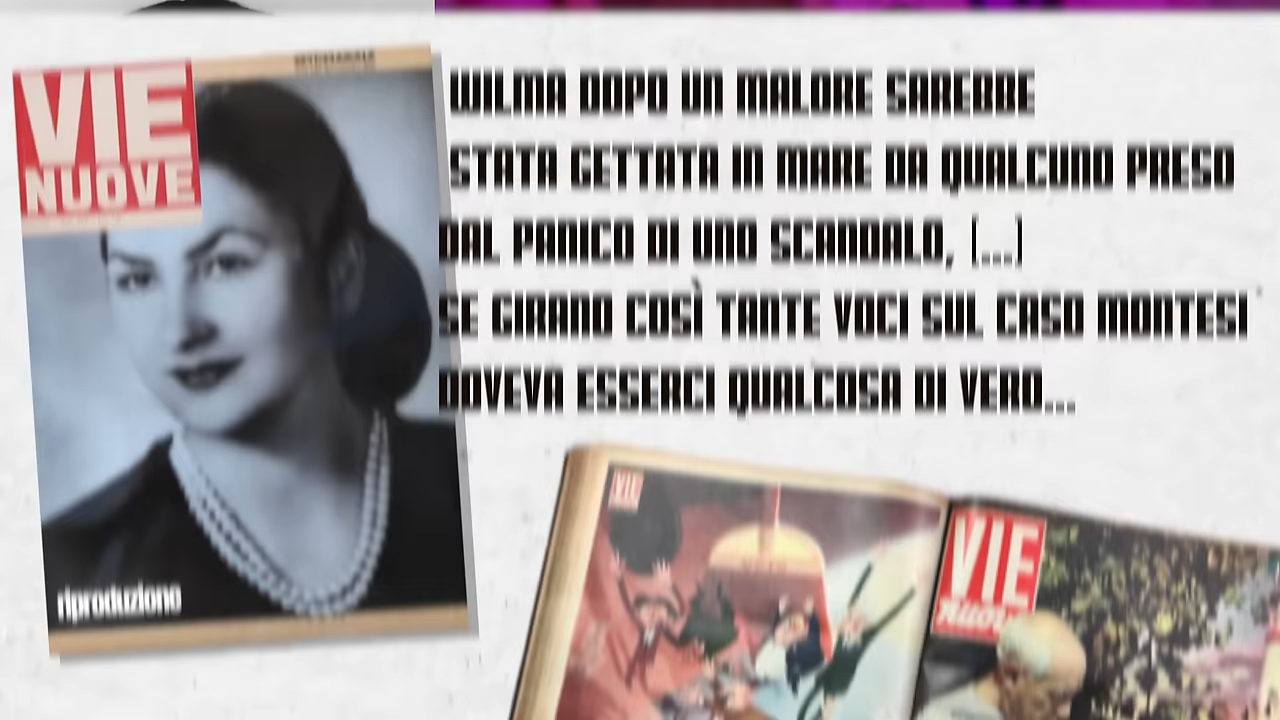 VIE
NUOVE
WILMA DOPO UN MALORE SAREBBE
STATA GETTATA IN MARE DA QUALCUNO PRESO
DAL PANICO DI UNO SCANDALO, [...]
SE GIRANO COSÌ TANTE VOCI SUL CASO MONTESI
DOVEVA ESSERCI QUALCOSA DI VERO...
riproduzione
VIE
VIE
nuove